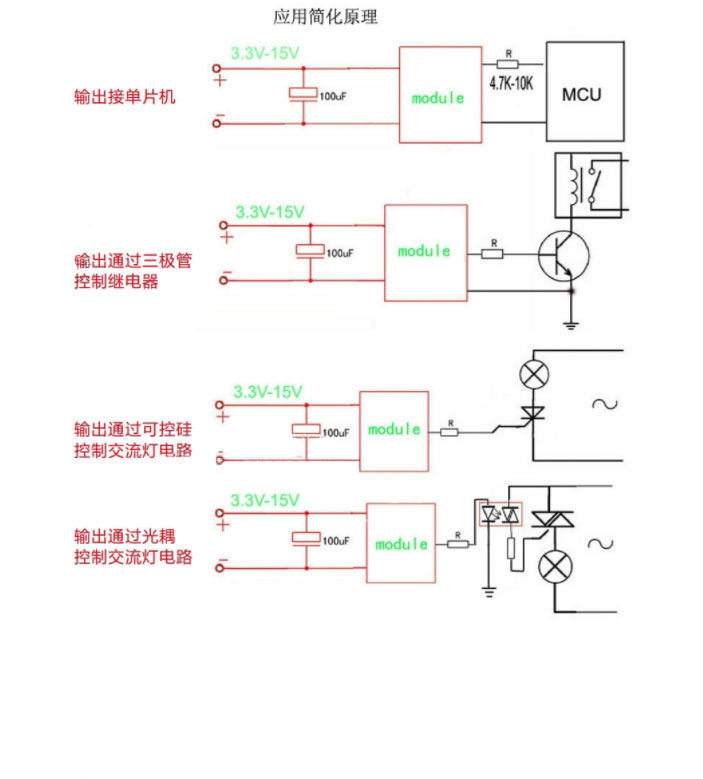 应用简化原理
3.3V-15V
R
输出接单片机
100uF
module
4.7K-10K
MCU
3.3V-15V
输出通过三极管
控制继电器
100uF
module
R
3.3V-15V
输出通过可控硅
控制交流灯电路
100uF
module
R
3.3V-15V
输出通过光耦
控制交流灯电路
100uF
module
R